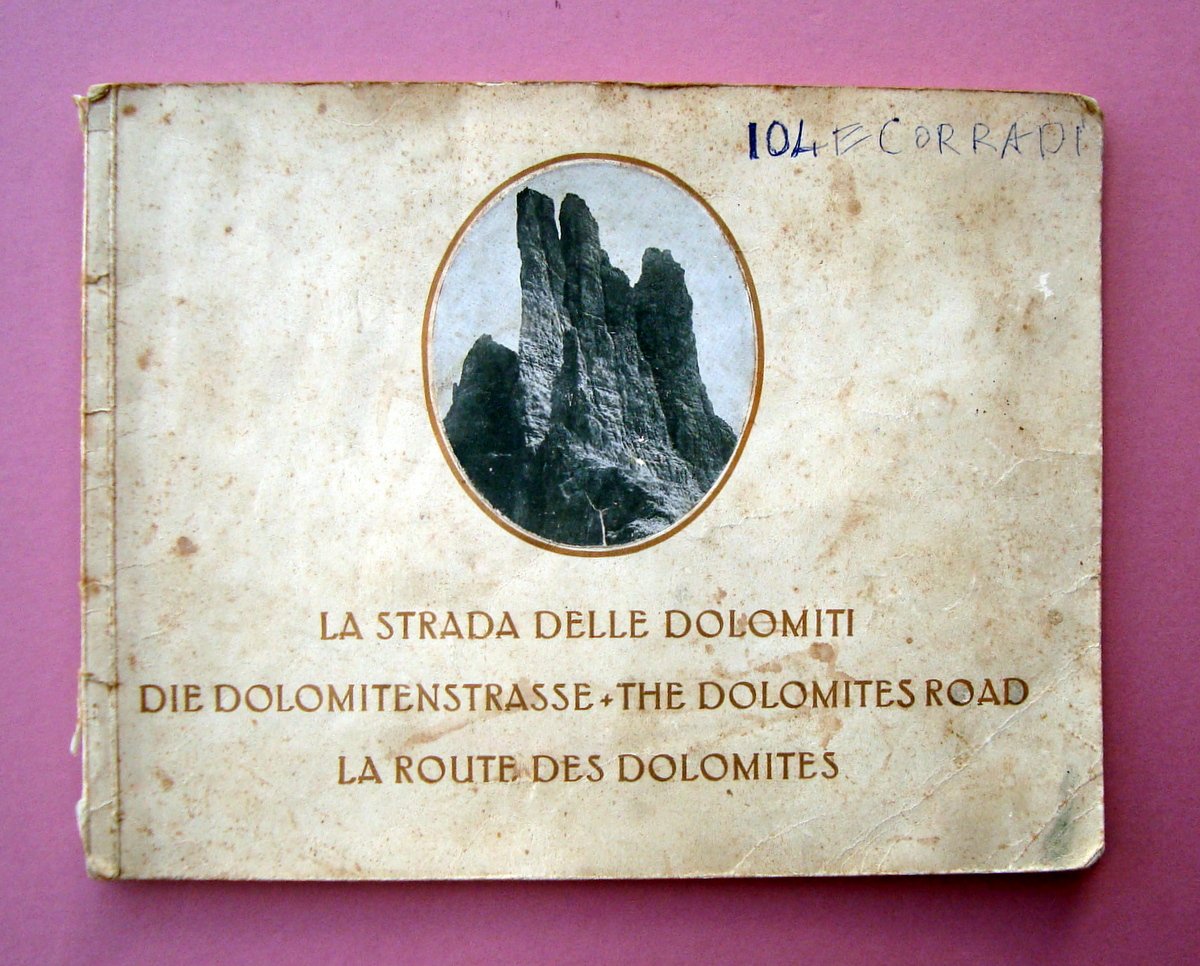 104 E CORRADI
LA STRADA DELLE DOLOMITI
DIE DOLOMITENSTRASSE + THE DOLOMITES ROAD
LA ROUTE DES DOLOMITES